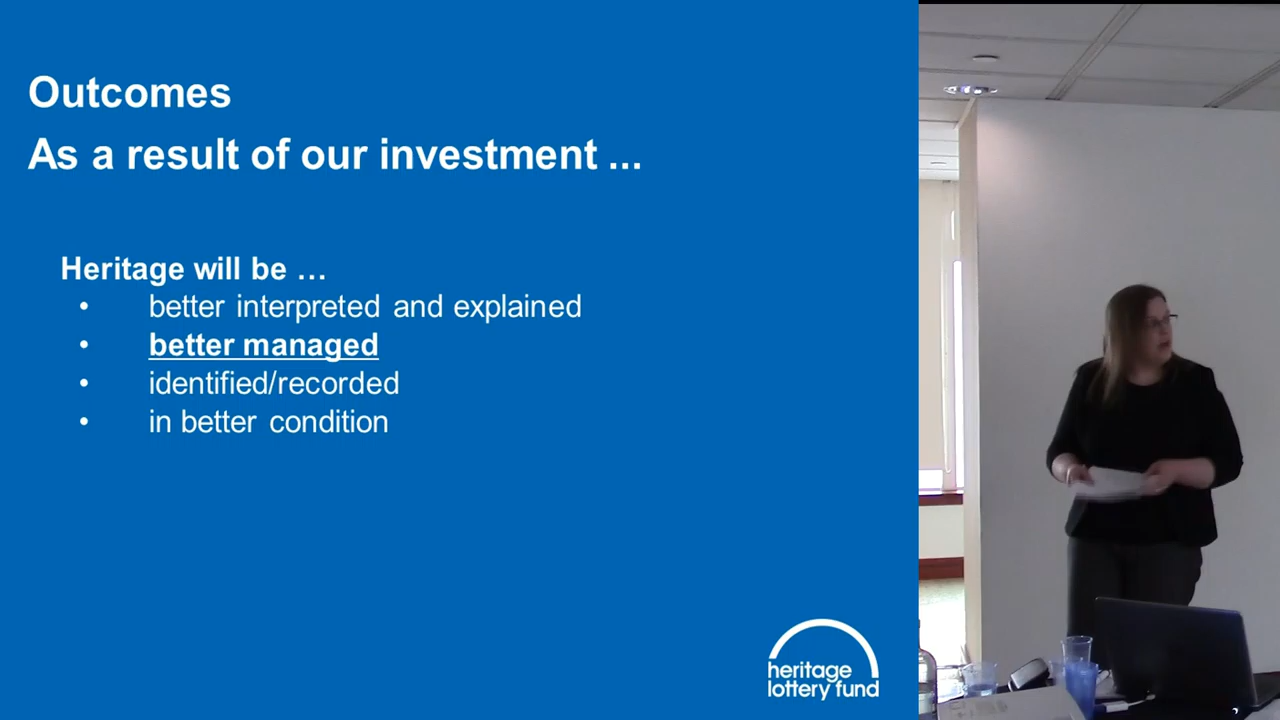 Outcomes
As a result of our investment ...
Heritage will be …
• better interpreted and explained
• better managed
• identified/recorded
• in better condition
heritage
lottery fund